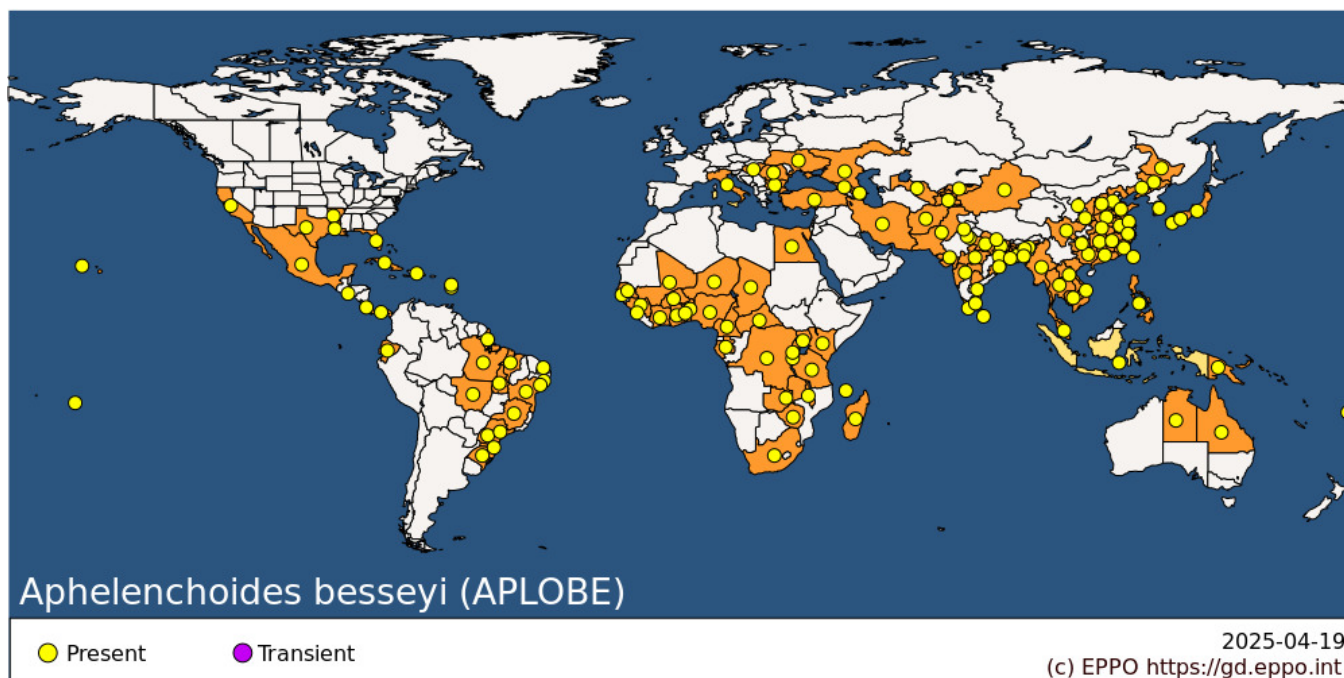 Aphelenchoides besseyi (APLOBE)
Present
Transient
2025-04-19
(c) EPPO https://gd.eppo.int